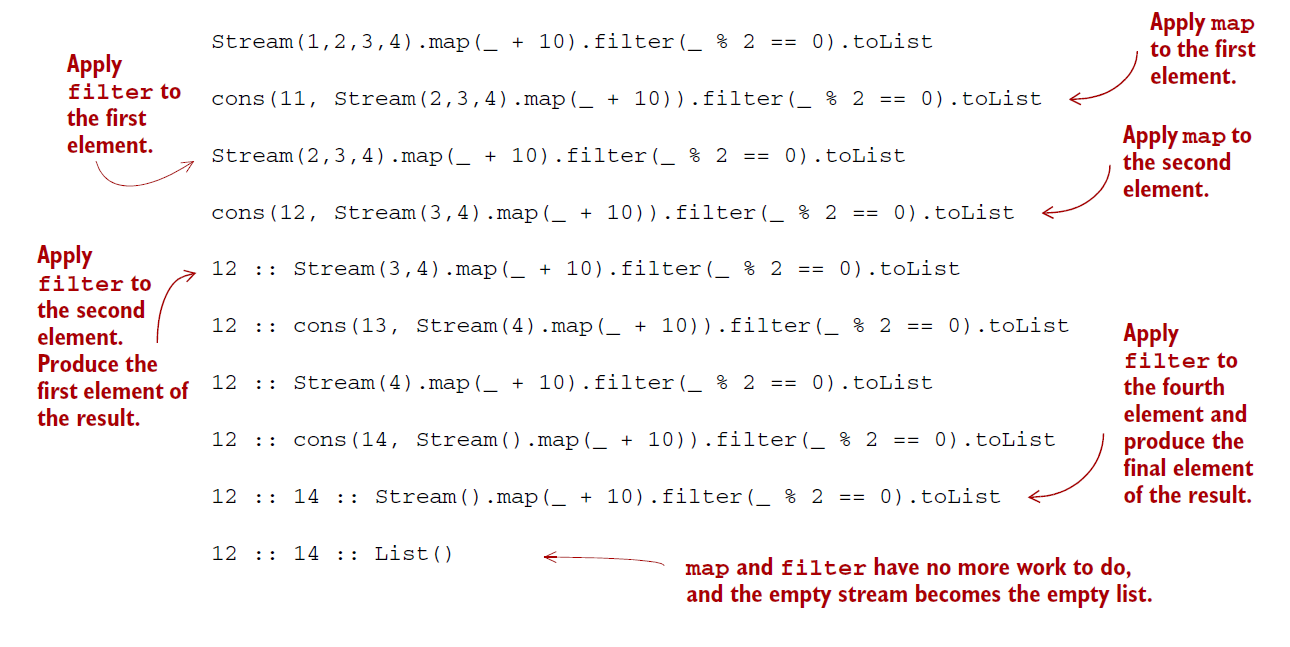 Stream(1,2,3,4).map(_ + 10).filter(_ % 2 == 0).toList
Apply map
to the first
element.
cons(11, Stream(2,3,4).map(_ + 10)).filter(_ % 2 == 0).toList
Apply
filter to
the first
element.
Stream(2,3,4).map(_ + 10).filter(_ % 2 == 0).toList
Apply map to
the second
element.
cons(12, Stream(3,4).map(_ + 10)).filter(_ % 2 == 0).toList
Apply
filter to
the second
element.
Produce the
first element of
the result.
12 :: Stream(3,4).map(_ + 10).filter(_ % 2 == 0).toList
12 :: cons(13, Stream(4).map(_ + 10)).filter(_ % 2 == 0).toList
12 :: Stream(4).map(_ + 10).filter(_ % 2 == 0).toList
12 :: cons(14, Stream().map(_ + 10)).filter(_ % 2 == 0).toList
Apply
filter to
the fourth
element and
produce the
final element
of the result.
12 :: 14 :: Stream().map(_ + 10).filter(_ % 2 == 0).toList
12 :: 14 :: List()
map and filter have no more work to do,
and the empty stream becomes the empty list.